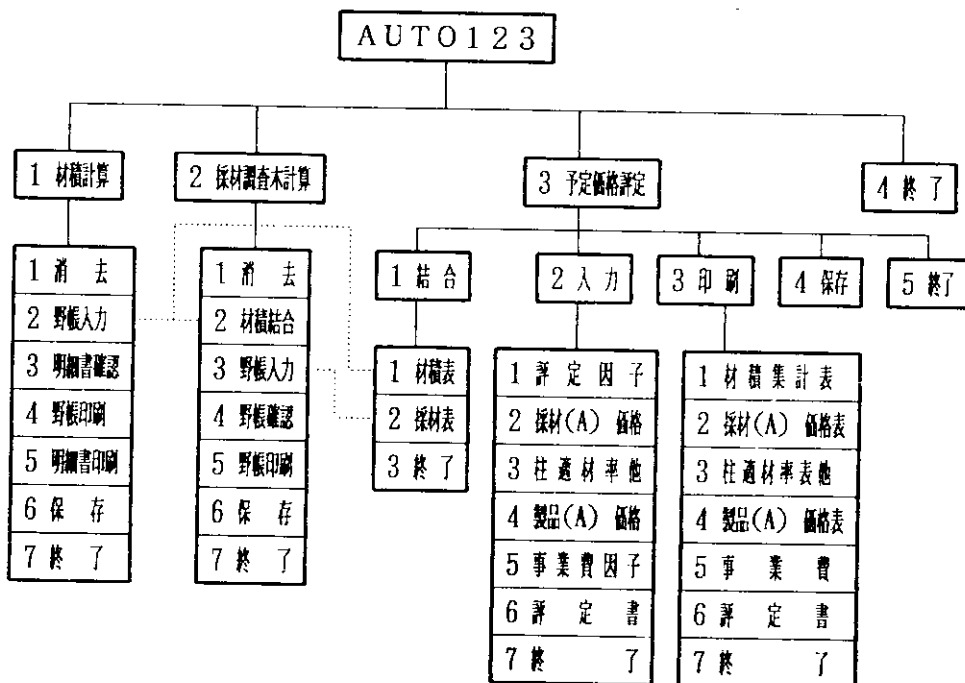 AUTO123
1 材積計算
2 採材調査木計算
3 予定価格評定
4 終了
1 消去
2 野帳入力
3 明細書確認
4 野帳印刷
5 明細書印刷
6 保存
7 終了
1 消去
2 材積結合
3 野帳入力
4 野帳確認
5 野帳印刷
6 保存
7 終了
1 結合
2 入力
3 印刷
4 保存
5 終了
1 材積表
2 採材表
3 終了
1 評定因子
2 採材(A) 価格
3 柱適材率他
4 製品(A) 価格
5 事業費因子
6 評定書
7 終了
1 材積集計表
2 採材(A) 価格表
3 柱適材率表他
4 製品(A) 価格表
5 事業費
6 評定書
7 終了